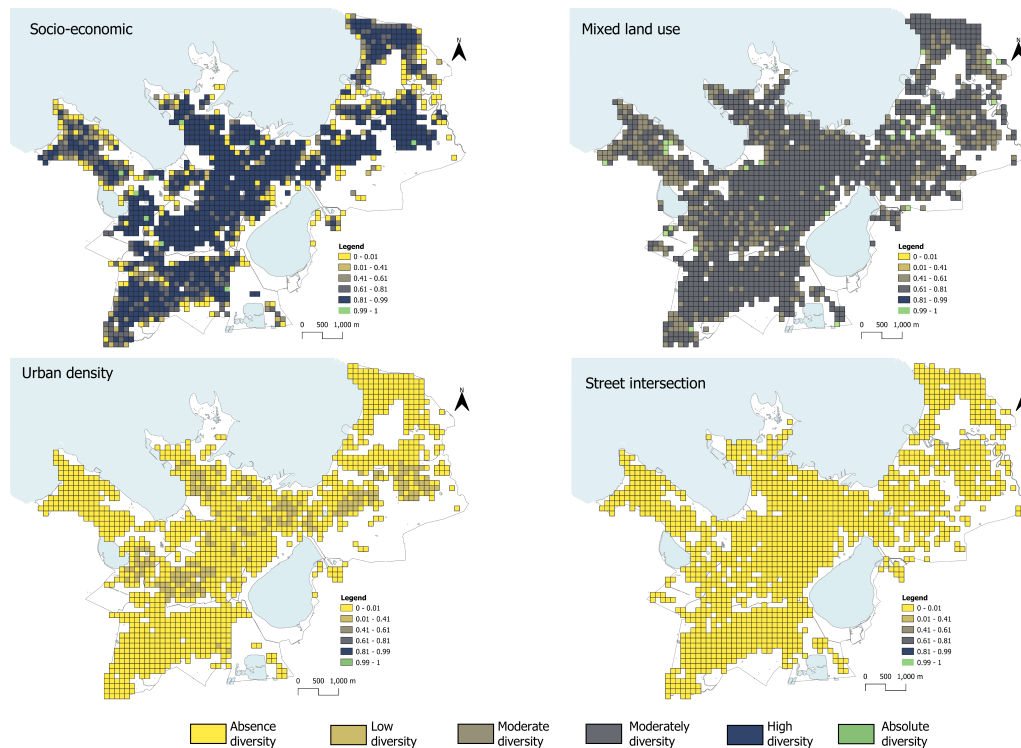 Socio-economic
N
Legend
0 - 0.01
0.01 - 0.41
0.41 - 0.61
0.61 - 0.81
0.81 - 0.99
0.99 - 1
0 500 1,000 m
Mixed land use
N
Legend
0 - 0.01
0.01 - 0.41
0.41 - 0.61
0.61 - 0.81
0.81 - 0.99
0.99 - 1
0 500 1,000 m
Urban density
N
Legend
0 - 0.01
0.01 - 0.41
0.41 - 0.61
0.61 - 0.81
0.81 - 0.99
0.99 - 1
0 500 1,000 m
Street intersection
N
Legend
0 - 0.01
0.01 - 0.41
0.41 - 0.61
0.61 - 0.81
0.81 - 0.99
0.99 - 1
0 500 1,000 m
Absence
diversity
Low
diversity
Moderate
diversity
Moderately
diversity
High
diversity
Absolute
diversity